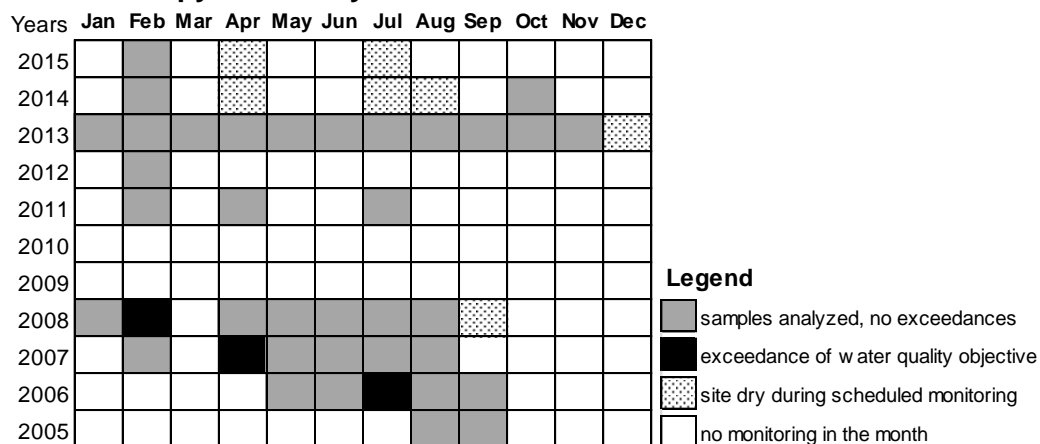 Years Jan Feb Mar Apr May Jun Jul Aug Sep Oct Nov Dec
2015
2014
2013
2012
2011
2010
2009
2008
2007
2006
2005
Legend
samples analyzed, no exceedances
exceedance of water quality objective
site dry during scheduled monitoring
no monitoring in the month